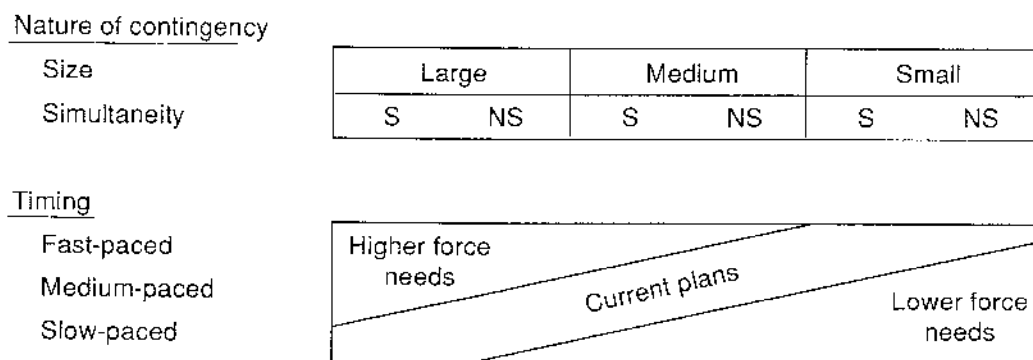 Nature of contingency
Size Large Medium Small
Simultaneity S NS S NS S NS
Timing
Fast-paced Higher force
needs
Medium-paced Current plans
Slow-paced Lower force
needs